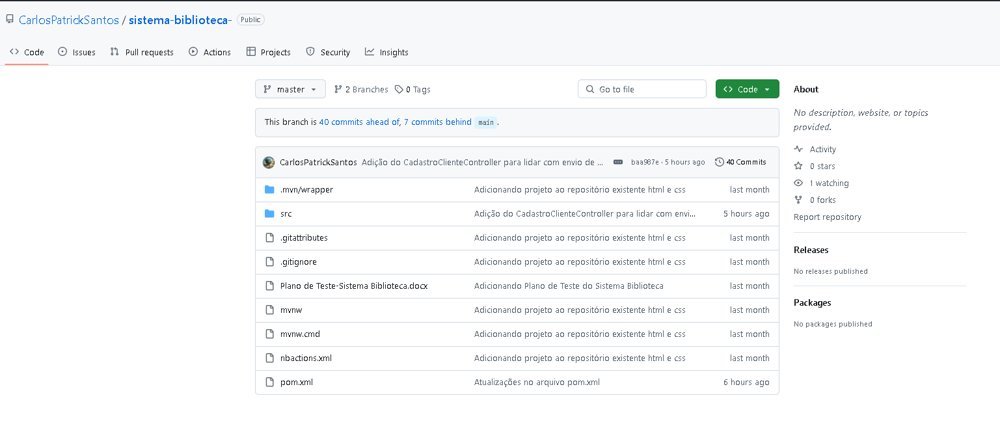 CarlosPatrickSantos / sistema-biblioteca- Public
Code Issues Pull requests Actions Projects Security Insights
master 2 Branches 0 Tags Go to file Code
This branch is 40 commits ahead of, 7 commits behind main.
CarlosPatrickSantos Adição do CadastroClienteController para lidar com envio de ... baa987e · 5 hours ago 40 Commits
.mvn/wrapper Adicionando projeto ao repositório existente html e css last month
src Adição do CadastroClienteController para lidar com envi... 5 hours ago
.gitattributes Adicionando projeto ao repositório existente html e css last month
.gitignore Adicionando projeto ao repositório existente html e css last month
Plano de Teste-Sistema Biblioteca.docx Adicionando Plano de Teste do Sistema Biblioteca last month
mvnw Adicionando projeto ao repositório existente html e css last month
mvnw.cmd Adicionando projeto ao repositório existente html e css last month
nbactions.xml Adicionando projeto ao repositório existente html e css last month
pom.xml Atualizações no arquivo pom.xml 6 hours ago
About
No description, website, or topics
provided.
Activity
0 stars
1 watching
0 forks
Report repository
Releases
No releases published
Packages
No packages published